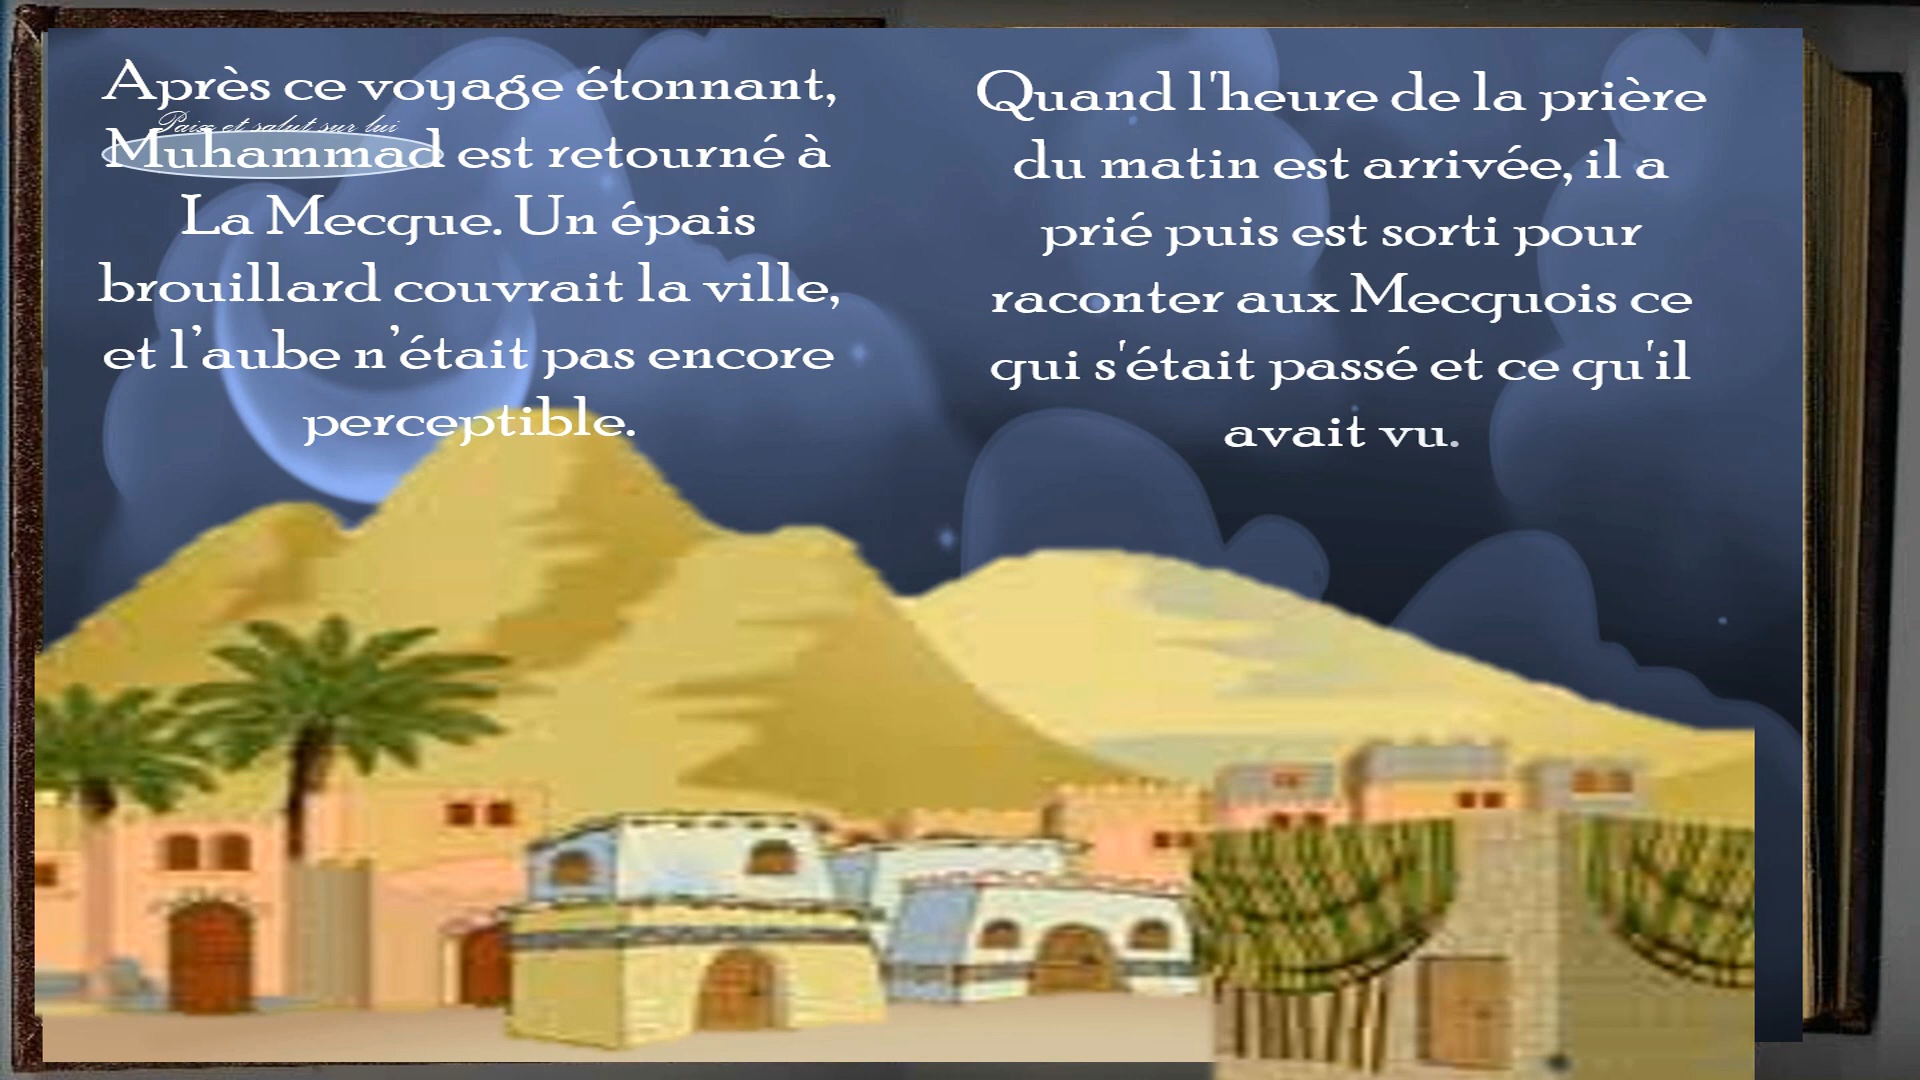 Après ce voyage étonnant,
Paix et salut sur lui
Muhammad est retourné à
La Mecque. Un épais
brouillard couvrait la ville,
et l’aube n’était pas encore
perceptible.
Quand l'heure de la prière
du matin est arrivée, il a
prié puis est sorti pour
raconter aux Mecquois ce
qui s'était passé et ce qu'il
avait vu.